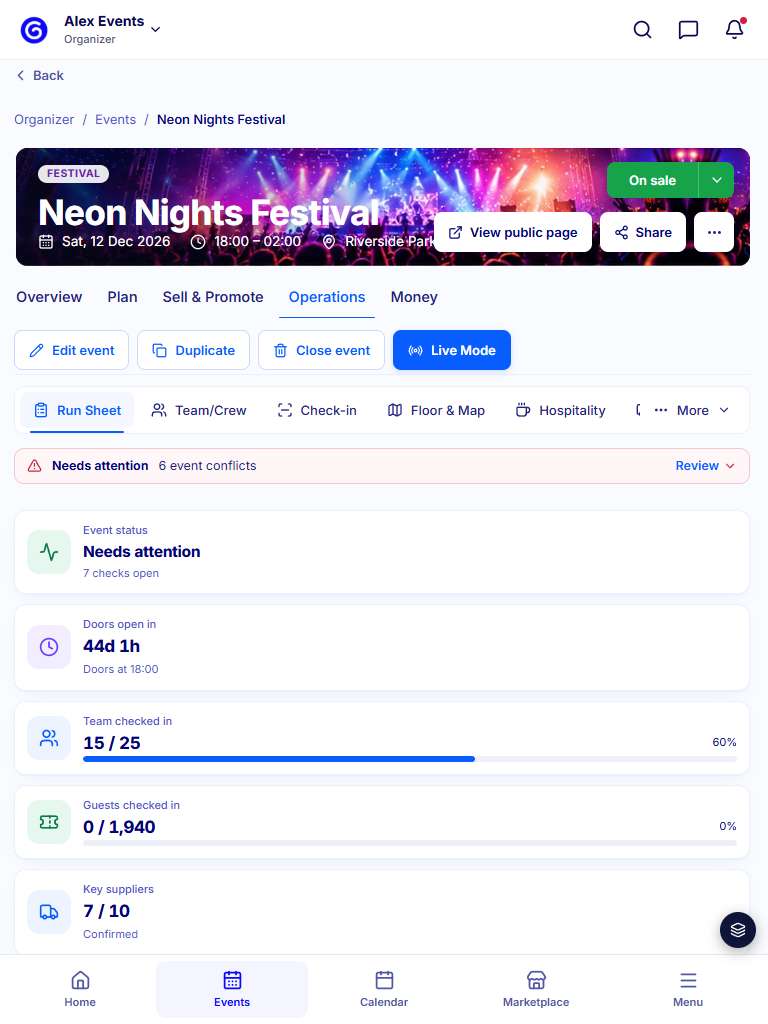 Alex Events
Organizer
Back
Organizer / Events / Neon Nights Festival
FESTIVAL
On sale
Neon Nights Festival
Sat, 12 Dec 2026 18:00 – 02:00 Riverside Park
View public page
Share
Overview Plan Sell & Promote Operations Money
Edit event Duplicate Close event Live Mode
Run Sheet Team/Crew Check-in Floor & Map Hospitality More
Needs attention 6 event conflicts Review
Event status
Needs attention
7 checks open
Doors open in
44d 1h
Doors at 18:00
Team checked in
15 / 25 60%
Guests checked in
0 / 1,940 0%
Key suppliers
7 / 10
Confirmed
Home Events Calendar Marketplace Menu